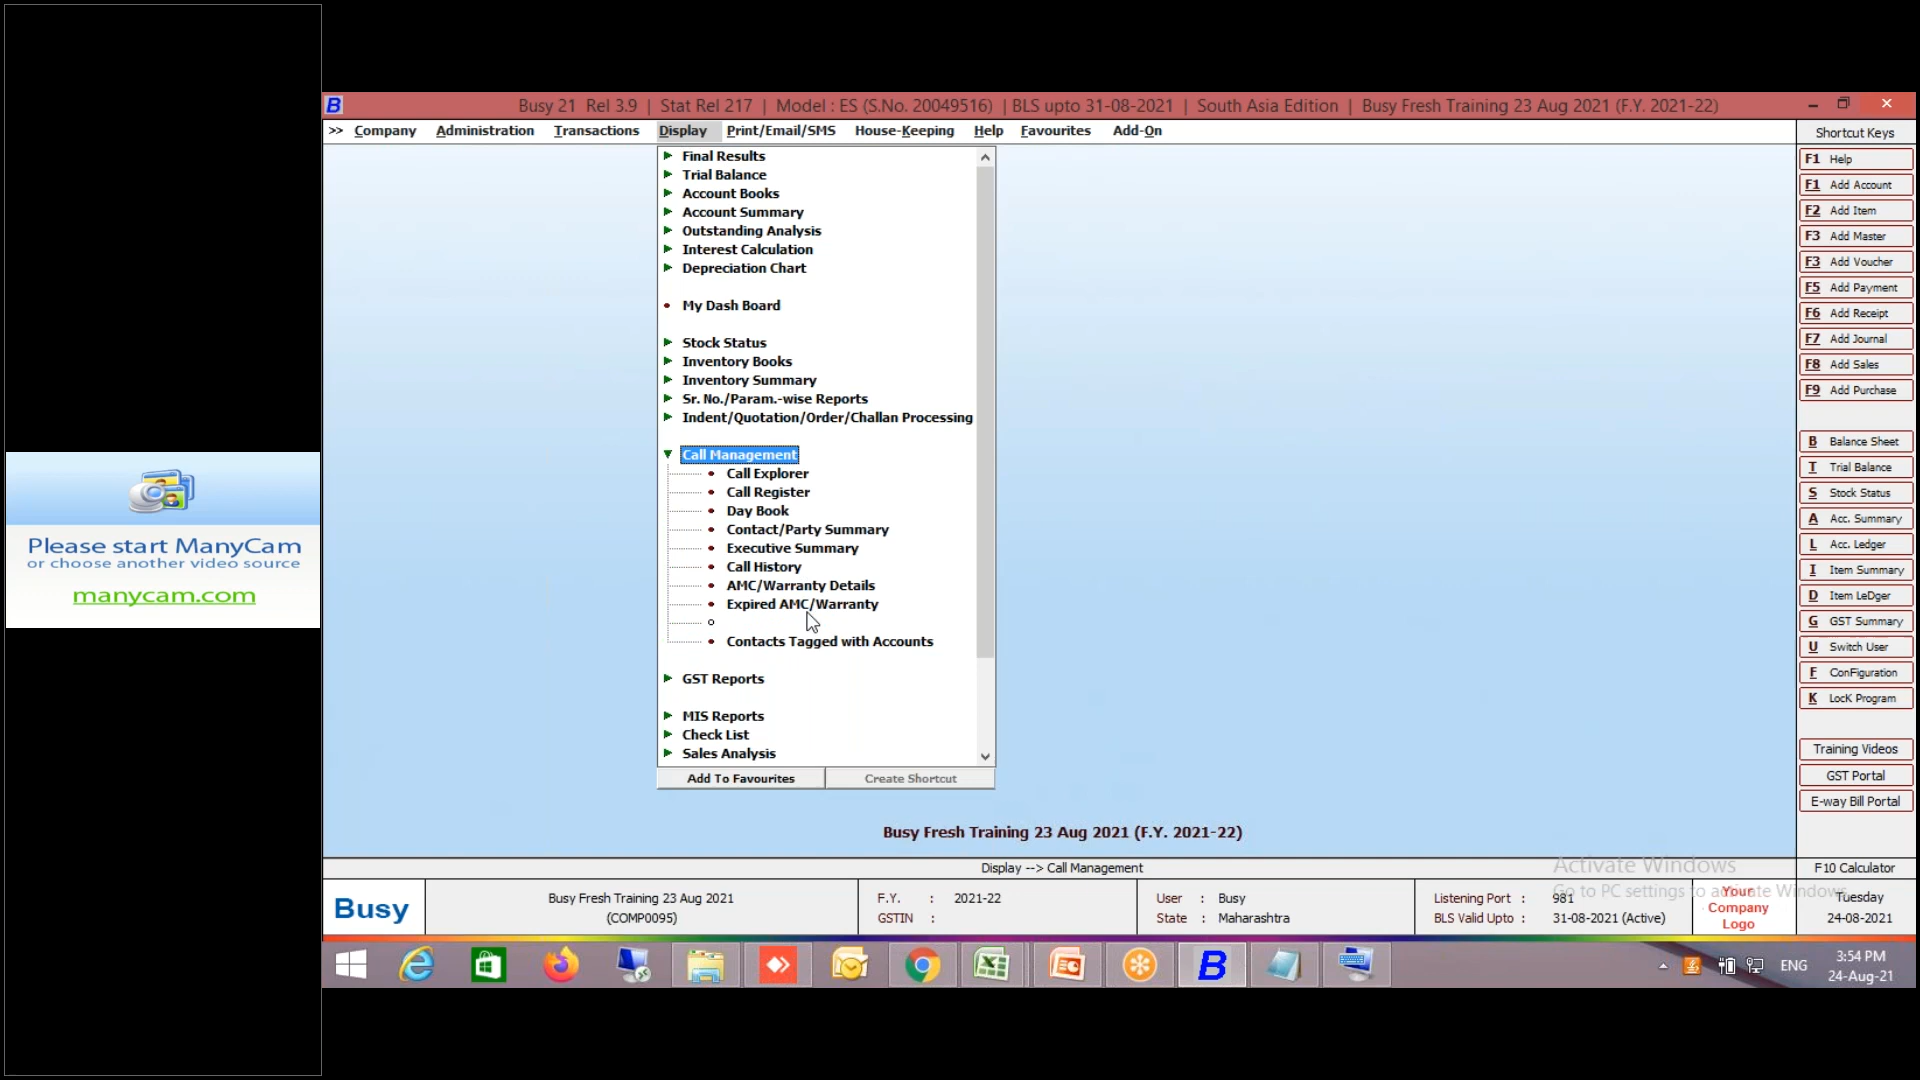 Please start ManyCam
or choose another video source
manycam.com
B
Busy 21 Rel 3.9 | Stat Rel 217 | Model : ES (S.No. 20049516) | BLS upto 31-08-2021 | South Asia Edition | Busy Fresh Training 23 Aug 2021 (F.Y. 2021-22)
>> Company Administration Transactions Display Print/Email/SMS House-Keeping Help Favourites Add-On
Final Results
Trial Balance
Account Books
Account Summary
Outstanding Analysis
Interest Calculation
Depreciation Chart
My Dash Board
Stock Status
Inventory Books
Inventory Summary
Sr. No./Param.-wise Reports
Indent/Quotation/Order/Challan Processing
Call Management
Call Explorer
Call Register
Day Book
Contact/Party Summary
Executive Summary
Call History
AMC/Warranty Details
Expired AMC/Warranty
Contacts Tagged with Accounts
GST Reports
MIS Reports
Check List
Sales Analysis
Add To Favourites Create Shortcut
Busy Fresh Training 23 Aug 2021 (F.Y. 2021-22)
Display --> Call Management
Shortcut Keys
F1 Help
F1 Add Account
F2 Add Item
F3 Add Master
F3 Add Voucher
F5 Add Payment
F6 Add Receipt
F7 Add Journal
F8 Add Sales
F9 Add Purchase
B Balance Sheet
T Trial Balance
S Stock Status
A Acc. Summary
L Acc. Ledger
I Item Summary
D Item LeDger
G GST Summary
U Switch User
F ConFiguration
K LocK Program
Training Videos
GST Portal
E-way Bill Portal
F10 Calculator
Activate Windows
Go to PC settings to activate Windows.
Busy
Busy Fresh Training 23 Aug 2021
(COMP0095)
F.Y. : 2021-22
GSTIN :
User : Busy
State : Maharashtra
Listening Port : 981
BLS Valid Upto : 31-08-2021 (Active)
Your
Company
Logo
Tuesday
24-08-2021
B
ENG
3:54 PM
24-Aug-21